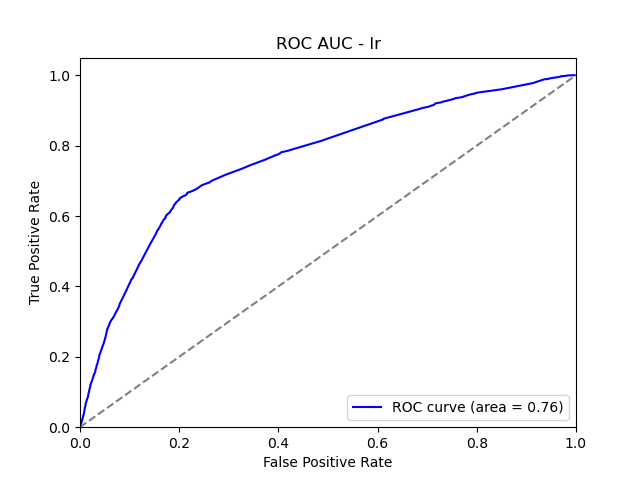 ROC AUC - lr
True Positive Rate
1.0
0.8
0.6
0.4
0.2
0.0
ROC curve (area = 0.76)
0.0 0.2 0.4 0.6 0.8 1.0
False Positive Rate